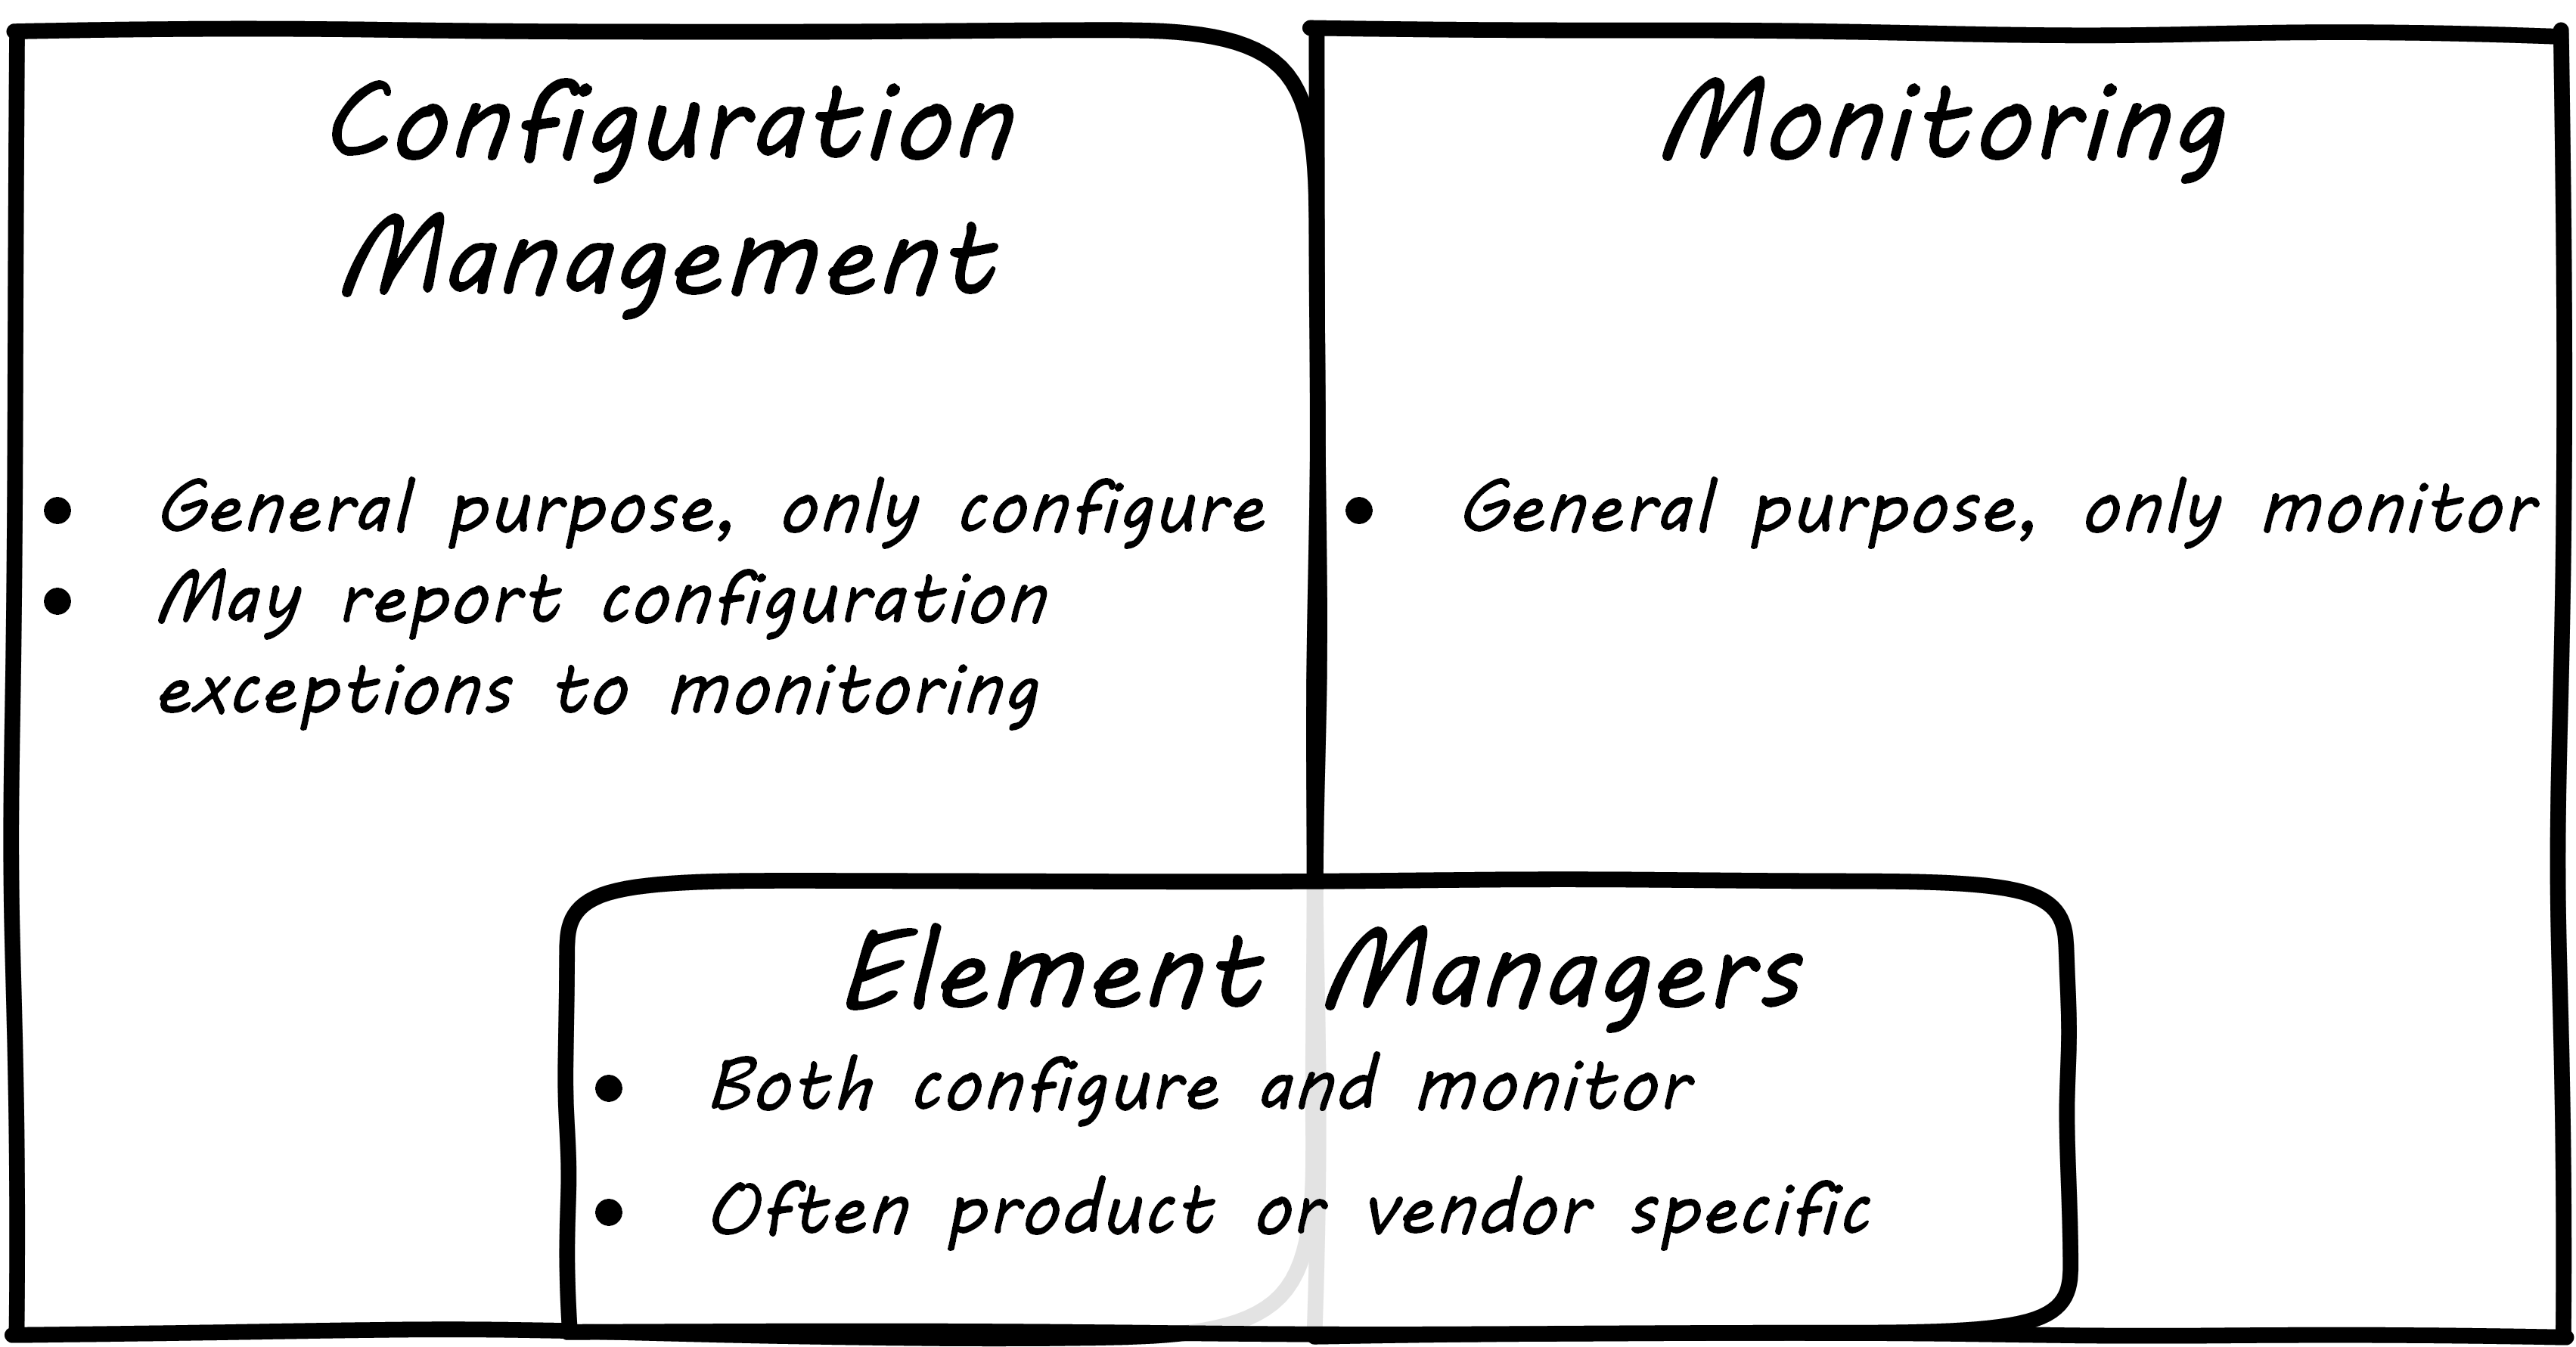 Configuration
Management
• General purpose, only configure
• May report configuration
exceptions to monitoring
Monitoring
• General purpose, only monitor
Element Managers
• Both configure and monitor
• Often product or vendor specific